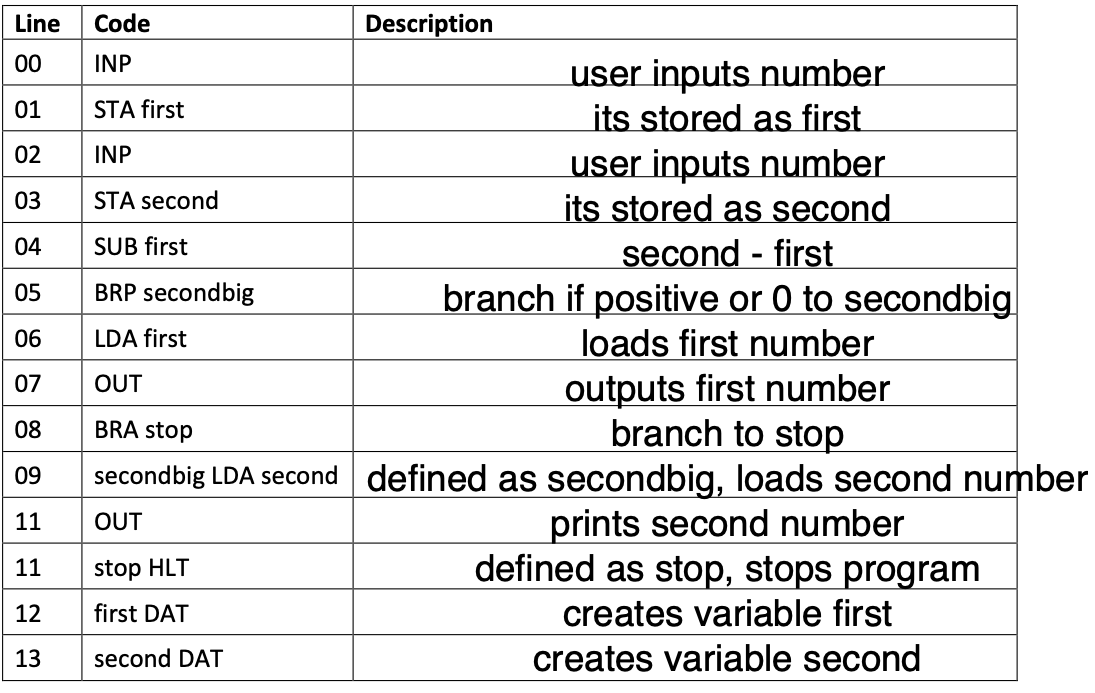 Line Code Description
00 INP user inputs number
01 STA first its stored as first
02 INP user inputs number
03 STA second its stored as second
04 SUB first second - first
05 BRP secondbig branch if positive or 0 to secondbig
06 LDA first loads first number
07 OUT outputs first number
08 BRA stop branch to stop
09 secondbig LDA second defined as secondbig, loads second number
11 OUT prints second number
11 stop HLT defined as stop, stops program
12 first DAT creates variable first
13 second DAT creates variable second